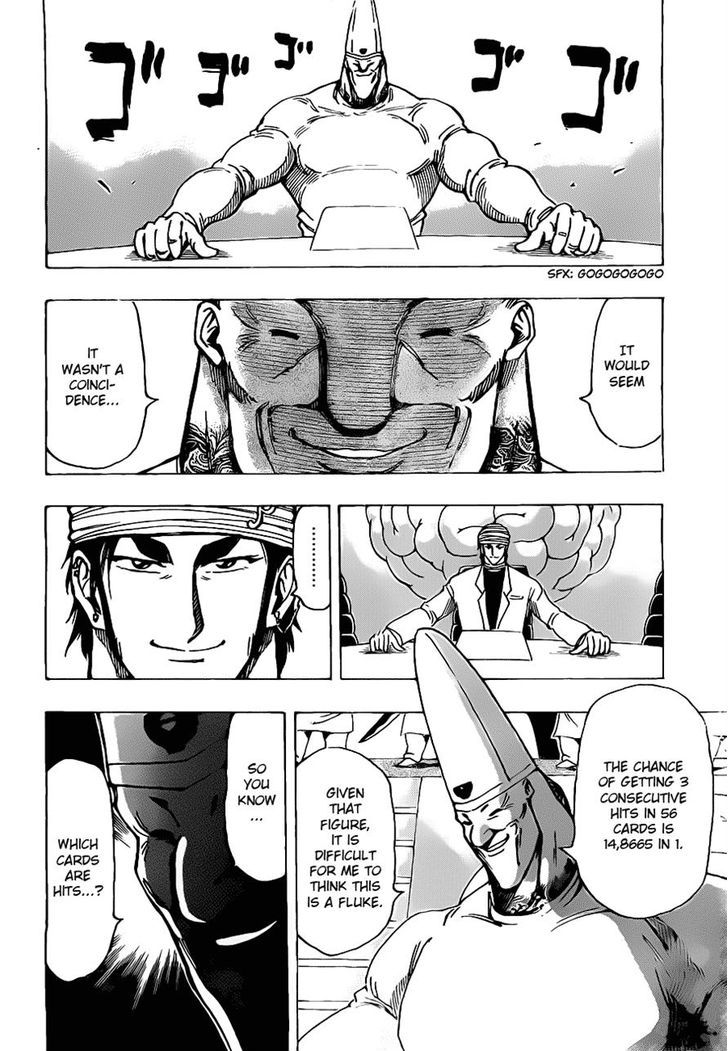 ゴ゛
ゴ゛
ゴ゛
ゴ゛
ゴ゛
SFX: GOGOGOGOGO
IT
WOULD
SEEM
IT
WASN'T A
COINCI-
DENCE...
.........
THE CHANCE
OF GETTING 3
CONSECUTIVE
HITS IN 56
CARDS IS
14,8665 IN 1.
GIVEN
THAT
FIGURE,
IT IS
DIFFICULT
FOR ME TO
THINK THIS
IS A FLUKE.
SO
YOU
KNOW
...
WHICH
CARDS
ARE
HITS...?